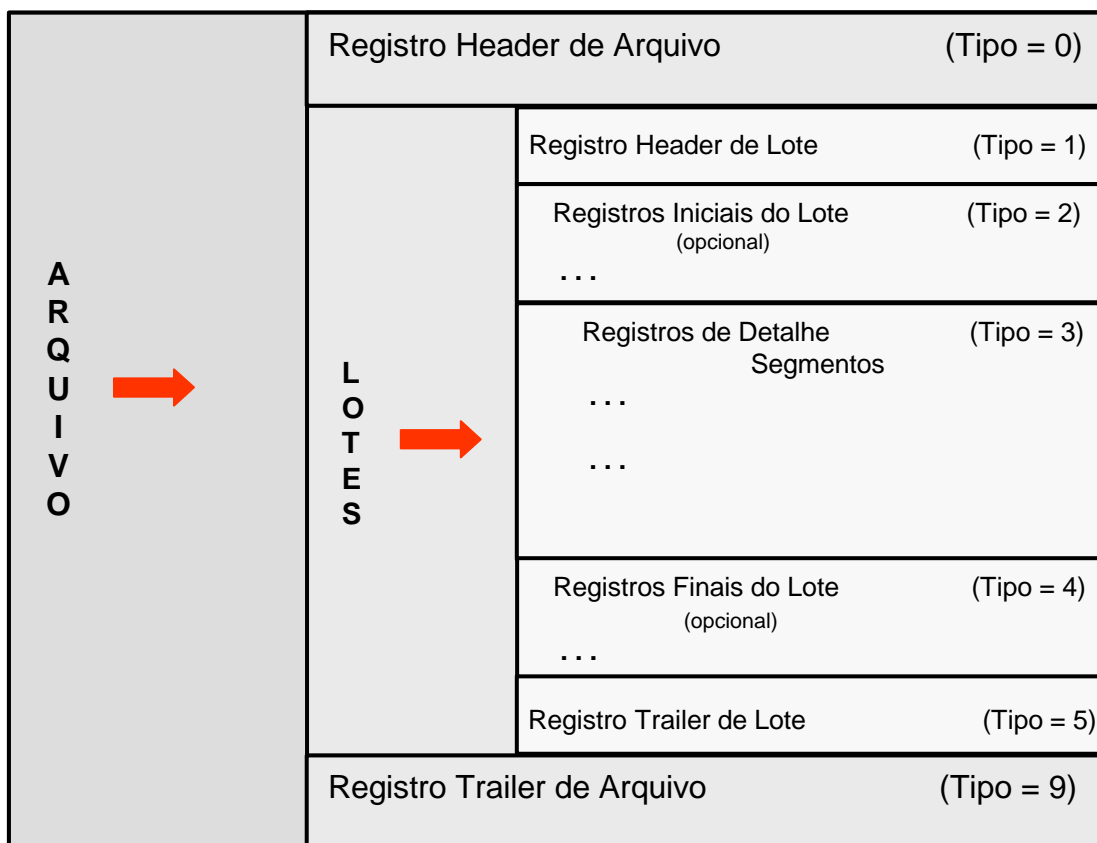 Registro Header de Arquivo (Tipo = 0)
ARQUIVO
LOTES
Registro Header de Lote (Tipo = 1)
Registros Iniciais do Lote (Tipo = 2)
(opcional)
. . .
Registros de Detalhe (Tipo = 3)
Segmentos
. . .
. . .
Registros Finais do Lote (Tipo = 4)
(opcional)
. . .
Registro Trailer de Lote (Tipo = 5)
Registro Trailer de Arquivo (Tipo = 9)